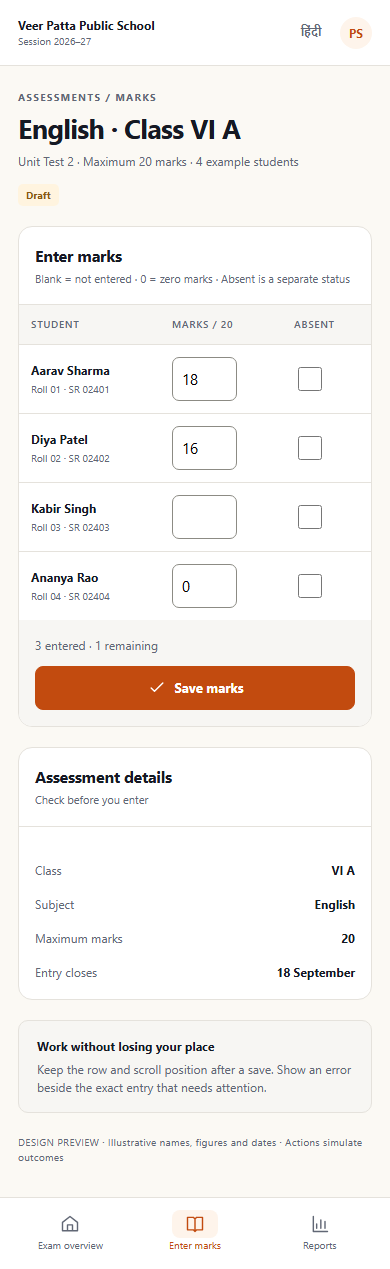 Veer Patta Public School
Session 2026–27
हिंदी
PS
ASSESSMENTS / MARKS
English · Class VI A
Unit Test 2 · Maximum 20 marks · 4 example students
Draft
Enter marks
Blank = not entered · 0 = zero marks · Absent is a separate status
STUDENT MARKS / 20 ABSENT
Aarav Sharma
Roll 01 · SR 02401
18
Diya Patel
Roll 02 · SR 02402
16
Kabir Singh
Roll 03 · SR 02403
Ananya Rao
Roll 04 · SR 02404
0
3 entered · 1 remaining
Save marks
Assessment details
Check before you enter
Class VI A
Subject English
Maximum marks 20
Entry closes 18 September
Work without losing your place
Keep the row and scroll position after a save. Show an error
beside the exact entry that needs attention.
DESIGN PREVIEW · Illustrative names, figures and dates · Actions simulate
outcomes
Exam overview
Enter marks
Reports